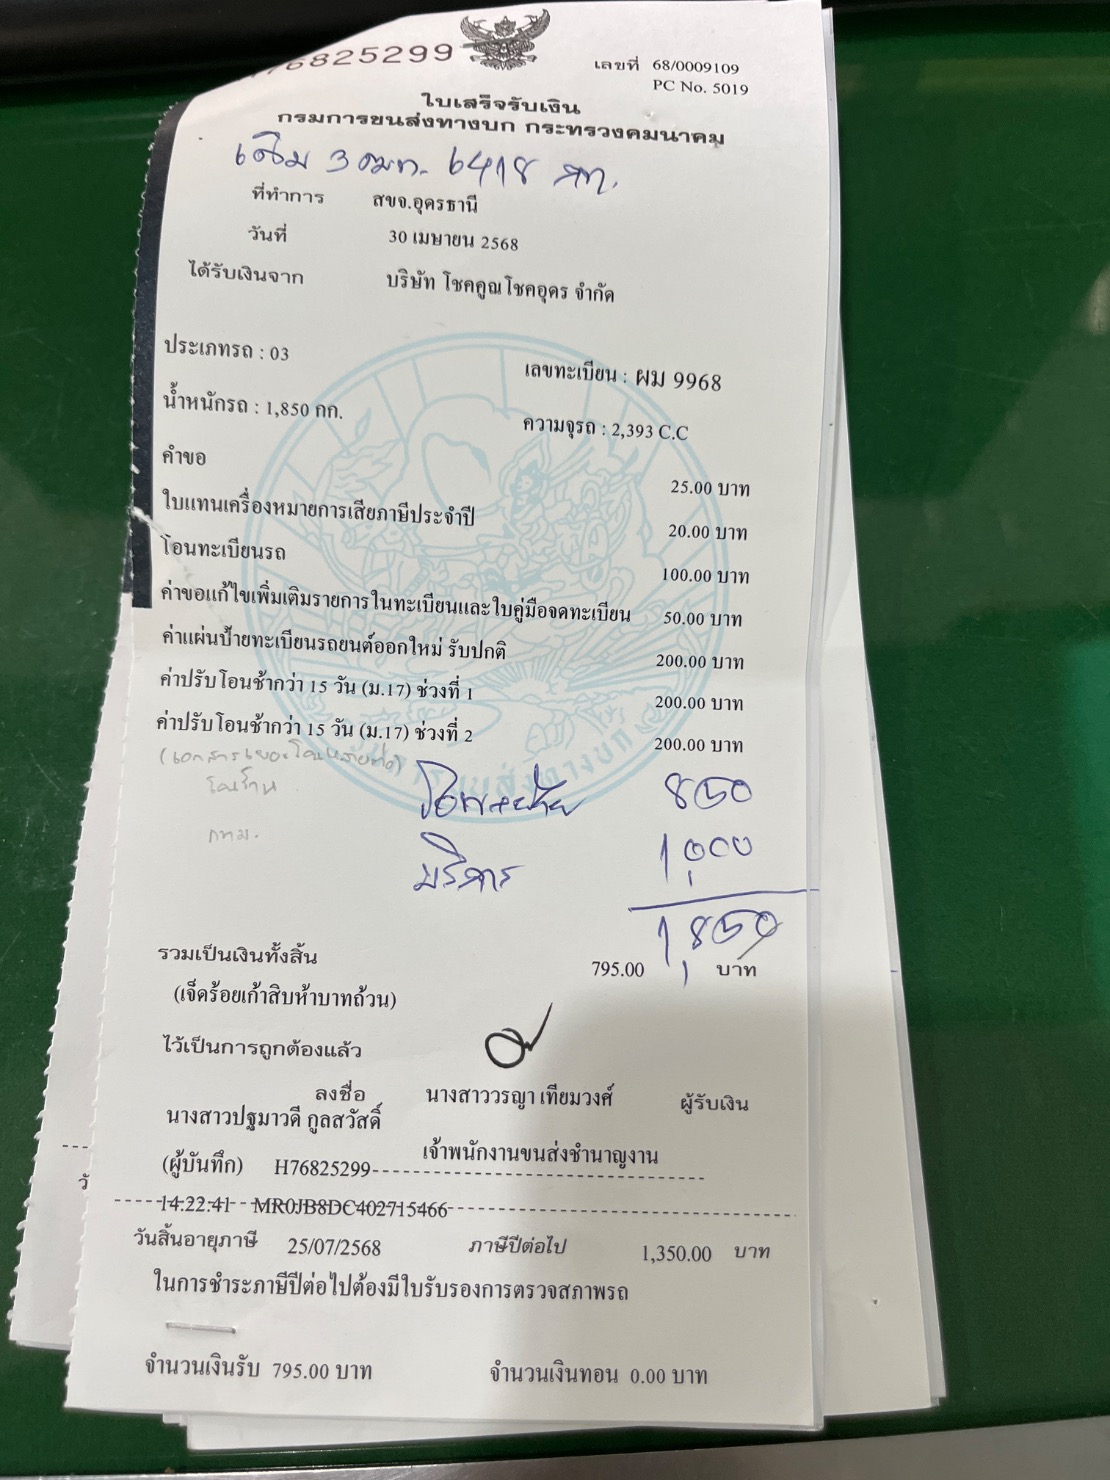 76825299
เลขที่ 68/0009109
PC No. 5019
ใบเสร็จรับเงิน
กรมการขนส่งทางบก กระทรวงคมนาคม
เดิม 3 ฒท. 6418 กท.
ที่ทำการ สขจ.อุดรธานี
วันที่ 30 เมษายน 2568
ได้รับเงินจาก บริษัท โชคคูณโชคอุดร จำกัด
ประเภทรถ : 03 เลขทะเบียน : ผม 9968
น้ำหนักรถ : 1,850 กก. ความจุรถ : 2,393 C.C
คำขอ 25.00 บาท
ใบแทนเครื่องหมายการเสียภาษีประจำปี 20.00 บาท
โอนทะเบียนรถ 100.00 บาท
ค่าขอแก้ไขเพิ่มเติมรายการในทะเบียนและใบคู่มือจดทะเบียน 50.00 บาท
ค่าแผ่นป้ายทะเบียนรถยนต์ออกใหม่ รับปกติ 200.00 บาท
ค่าปรับโอนช้ากว่า 15 วัน (ม.17) ช่วงที่ 1 200.00 บาท
ค่าปรับโอนช้ากว่า 15 วัน (ม.17) ช่วงที่ 2 200.00 บาท
850
กทม.
บริการ 1,000
1,850
รวมเป็นเงินทั้งสิ้น 795.00 บาท
(เจ็ดร้อยเก้าสิบห้าบาทถ้วน)
ไว้เป็นการถูกต้องแล้ว
ลงชื่อ นางสาววรญา เทียมวงศ์ ผู้รับเงิน
นางสาวปฐมาวดี กูลสวัสดิ์
เจ้าพนักงานขนส่งชำนาญงาน
(ผู้บันทึก) H76825299
14:22:41 MR0JB8DC402715466
วันสิ้นอายุภาษี 25/07/2568 ภาษีปีต่อไป 1,350.00 บาท
ในการชำระภาษีปีต่อไปต้องมีใบรับรองการตรวจสภาพรถ
จำนวนเงินรับ 795.00 บาท จำนวนเงินทอน 0.00 บาท